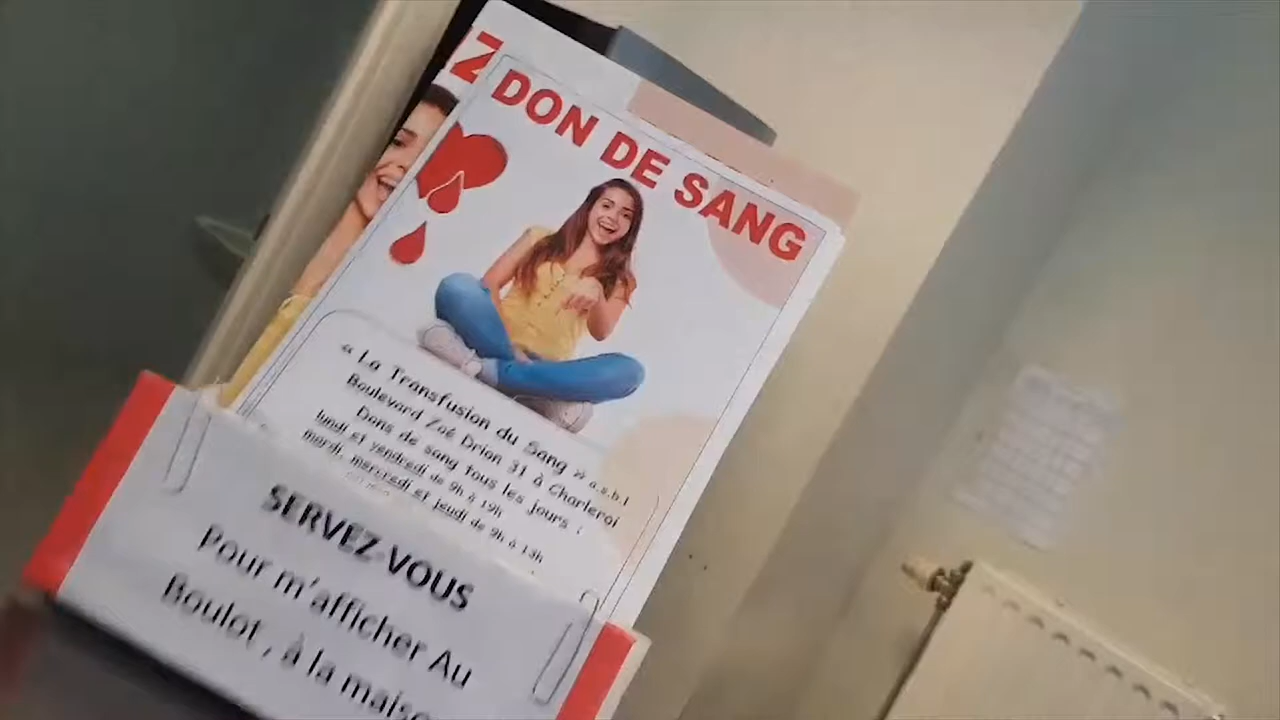 Z
DON DE SANG
« La Transfusion du Sang » a.s.b.l
Boulevard Zoé Drion 31 à Charleroi
Dons de sang tous les jours :
lundi et vendredi de 9h à 19h
mardi, mercredi et jeudi de 9h à 13h
SERVEZ-VOUS
Pour m'afficher Au
Boulot , à la maiso